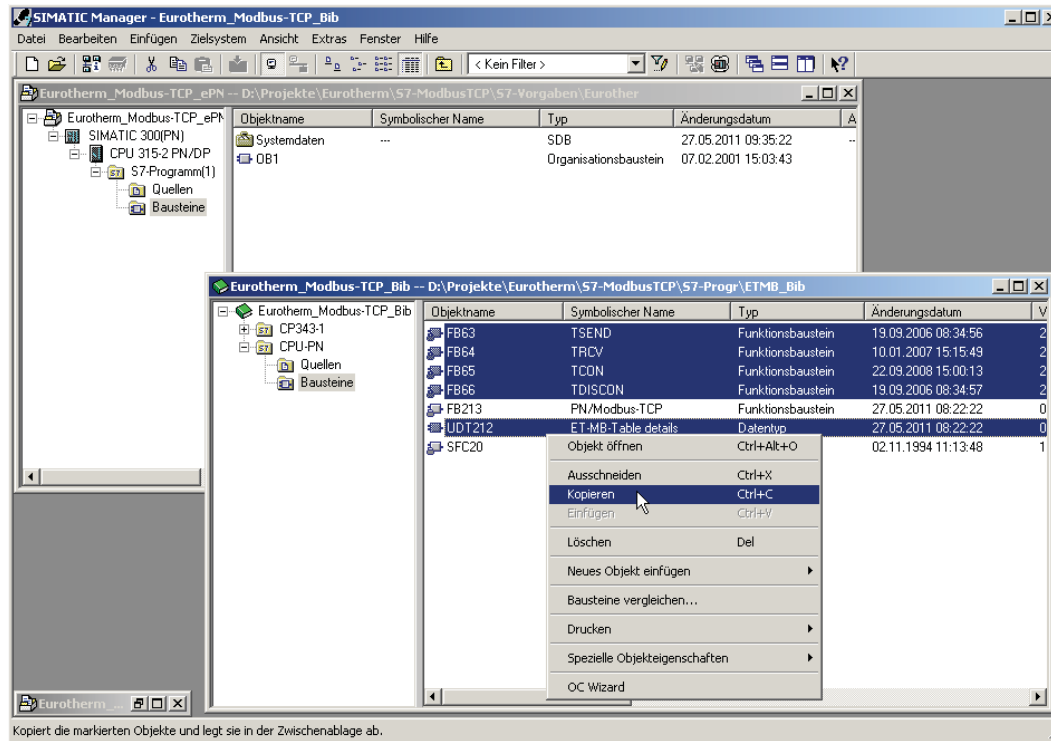 SIMATIC Manager - Eurotherm_Modbus-TCP_Bib
Datei Bearbeiten Einfügen Zielsystem Ansicht Extras Fenster Hilfe
< Kein Filter >
Eurotherm_Modbus-TCP_ePN -- D:\Projekte\Eurotherm\S7-ModbusTCP\S7-Vorgaben\Eurother
Eurotherm_Modbus-TCP_ePN
SIMATIC 300(PN)
CPU 315-2 PN/DP
S7-Programm(1)
Quellen
Bausteine
Objektname Symbolischer Name Typ Änderungsdatum A
Systemdaten --- SDB 27.05.2011 09:35:22 --
OB1 Organisationsbaustein 07.02.2001 15:03:43
Eurotherm_Modbus-TCP_Bib -- D:\Projekte\Eurotherm\S7-ModbusTCP\S7-Progr\ETMB_Bib
Eurotherm_Modbus-TCP_Bib
CP343-1
CPU-PN
Quellen
Bausteine
Objektname Symbolischer Name Typ Änderungsdatum V
FB63 TSEND Funktionsbaustein 19.09.2006 08:34:56 2
FB64 TRCV Funktionsbaustein 10.01.2007 15:15:49 2
FB65 TCON Funktionsbaustein 22.09.2008 15:00:13 2
FB66 TDISCON Funktionsbaustein 19.09.2006 08:34:57 2
FB213 PN/Modbus-TCP Funktionsbaustein 27.05.2011 08:22:22 0
UDT212 ET-MB-Table details Datentyp 27.05.2011 08:22:22 0
SFC20 02.11.1994 11:13:48 1
Objekt öffnen Ctrl+Alt+O
Ausschneiden Ctrl+X
Kopieren Ctrl+C
Einfügen Ctrl+V
Löschen Del
Neues Objekt einfügen
Bausteine vergleichen...
Drucken
Spezielle Objekteigenschaften
OC Wizard
Eurotherm_...
Kopiert die markierten Objekte und legt sie in der Zwischenablage ab.